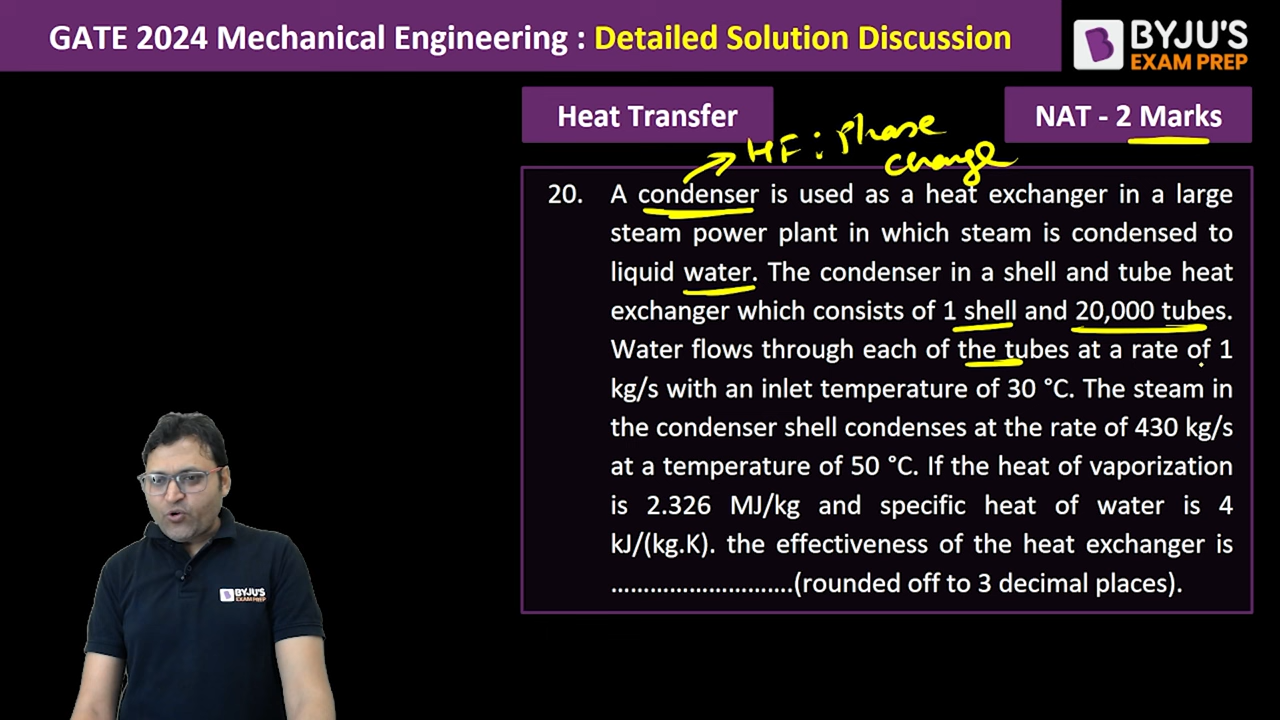 GATE 2024 Mechanical Engineering : Detailed Solution Discussion
BYJU'S
EXAM PREP
Heat Transfer
NAT - 2 Marks
HF : Phase
change
20. A condenser is used as a heat exchanger in a large
steam power plant in which steam is condensed to
liquid water. The condenser in a shell and tube heat
exchanger which consists of 1 shell and 20,000 tubes.
Water flows through each of the tubes at a rate of 1
kg/s with an inlet temperature of 30 °C. The steam in
the condenser shell condenses at the rate of 430 kg/s
at a temperature of 50 °C. If the heat of vaporization
is 2.326 MJ/kg and specific heat of water is 4
kJ/(kg.K). the effectiveness of the heat exchanger is
............................(rounded off to 3 decimal places).
BYJU'S
EXAM PREP